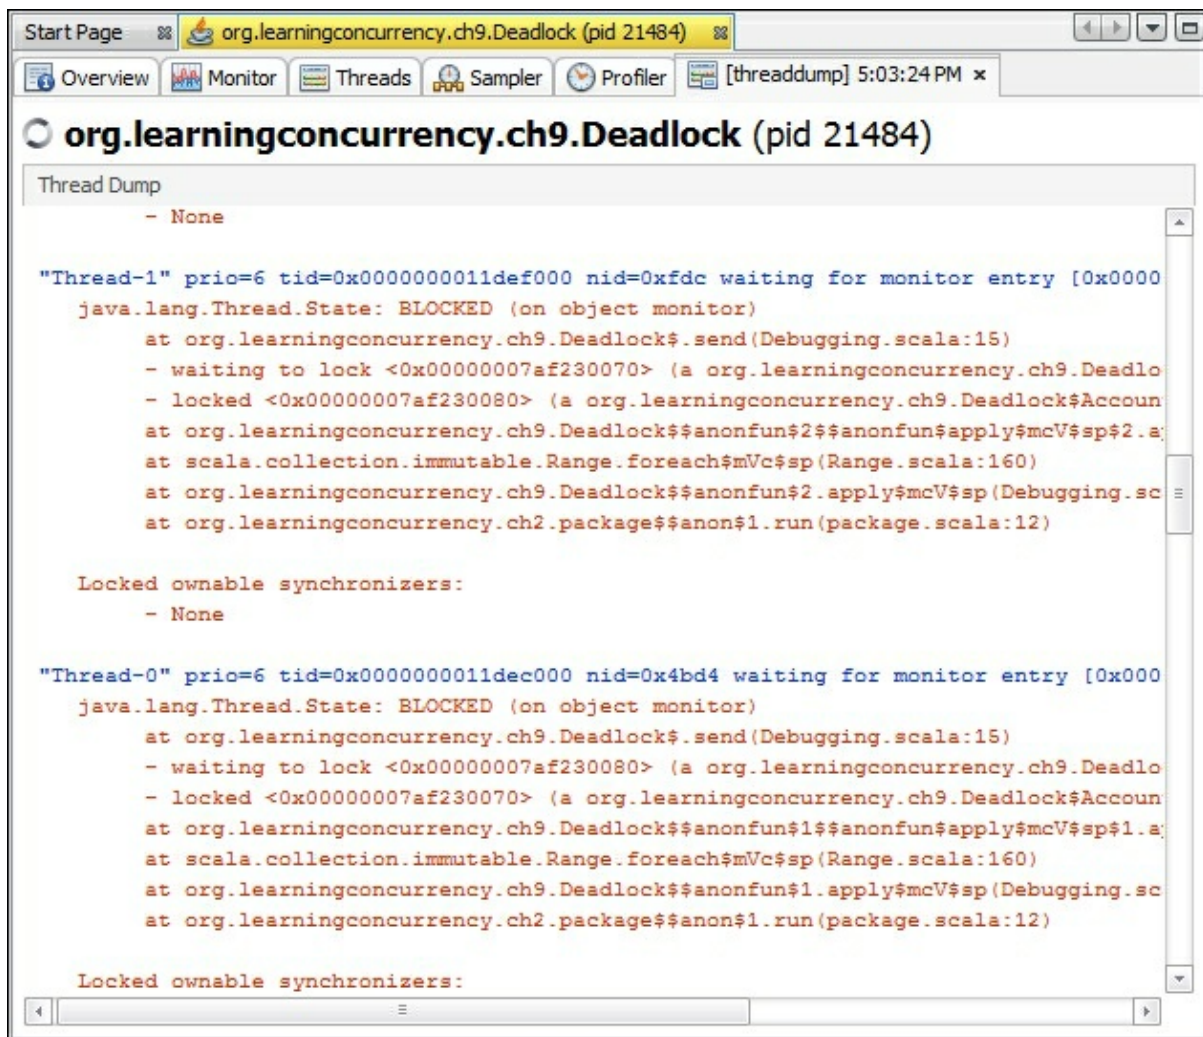 Start Page
org.learningconcurrency.ch9.Deadlock (pid 21484)
Overview Monitor Threads Sampler Profiler [threaddump] 5:03:24 PM
org.learningconcurrency.ch9.Deadlock (pid 21484)
Thread Dump
- None
"Thread-1" prio=6 tid=0x0000000011def000 nid=0xfdc waiting for monitor entry [0x0000
java.lang.Thread.State: BLOCKED (on object monitor)
at org.learningconcurrency.ch9.Deadlock$.send(Debugging.scala:15)
- waiting to lock <0x00000007af230070> (a org.learningconcurrency.ch9.Deadlo
- locked <0x00000007af230080> (a org.learningconcurrency.ch9.Deadlock$Accoun
at org.learningconcurrency.ch9.Deadlock$$anonfun$2$$anonfun$apply$mcV$sp$2.a
at scala.collection.immutable.Range.foreach$mVc$sp(Range.scala:160)
at org.learningconcurrency.ch9.Deadlock$$anonfun$2.apply$mcV$sp(Debugging.sc
at org.learningconcurrency.ch2.package$$anon$1.run(package.scala:12)
Locked ownable synchronizers:
- None
"Thread-0" prio=6 tid=0x0000000011dec000 nid=0x4bd4 waiting for monitor entry [0x000
java.lang.Thread.State: BLOCKED (on object monitor)
at org.learningconcurrency.ch9.Deadlock$.send(Debugging.scala:15)
- waiting to lock <0x00000007af230080> (a org.learningconcurrency.ch9.Deadlo
- locked <0x00000007af230070> (a org.learningconcurrency.ch9.Deadlock$Accoun
at org.learningconcurrency.ch9.Deadlock$$anonfun$1$$anonfun$apply$mcV$sp$1.a
at scala.collection.immutable.Range.foreach$mVc$sp(Range.scala:160)
at org.learningconcurrency.ch9.Deadlock$$anonfun$1.apply$mcV$sp(Debugging.sc
at org.learningconcurrency.ch2.package$$anon$1.run(package.scala:12)
Locked ownable synchronizers: